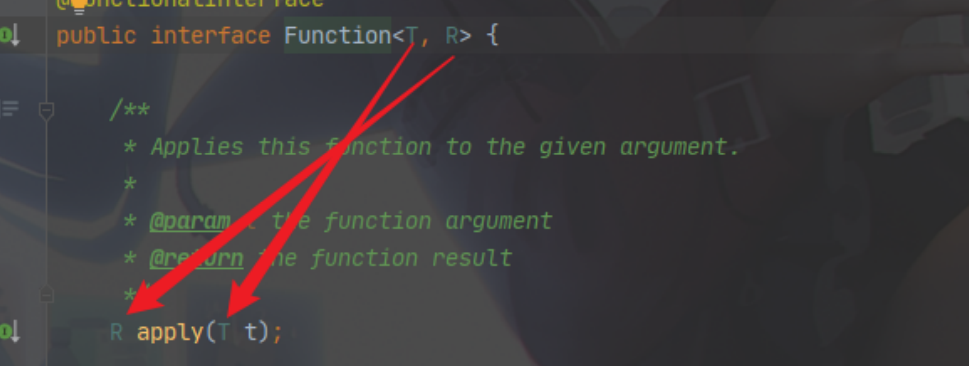 @FunctionalInterface
public interface Function<T, R> {
/**
* Applies this function to the given argument.
*
* @param t the function argument
* @return the function result
*
R apply(T t);